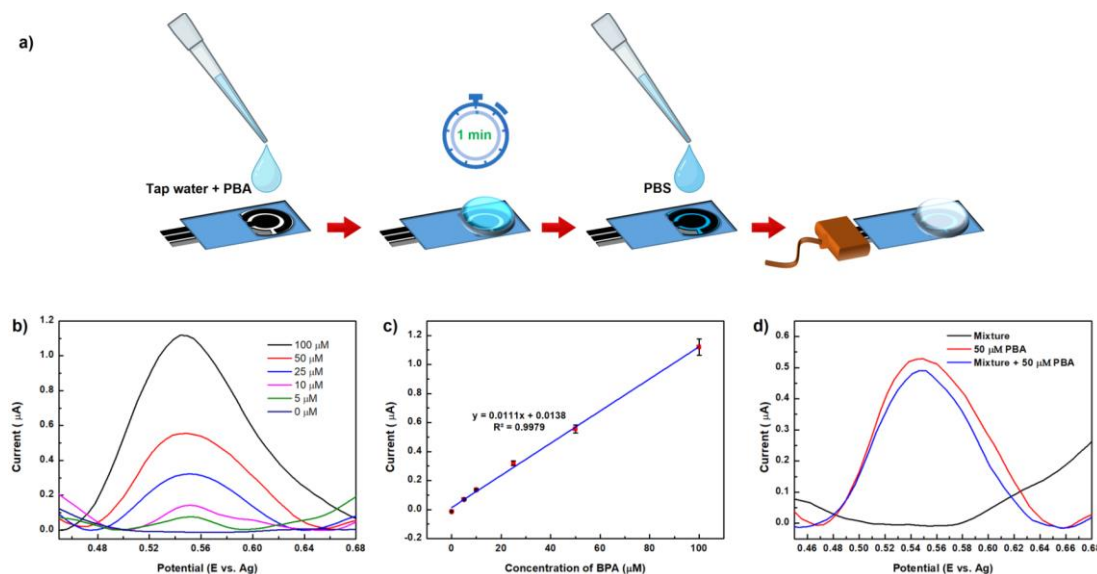 a)
1 min
Tap water + PBA
PBS
b)
1.2
1.0
0.8
0.6
0.4
0.2
0.0
Current ( μA)
100 μM
50 μM
25 μM
10 μM
5 μM
0 μM
0.48
0.52
0.56
0.60
0.64
0.68
Potential (E vs. Ag)
c)
1.2
1.0
0.8
0.6
0.4
0.2
0.0
Current ( μA)
y = 0.0111x + 0.0138
R² = 0.9979
0
20
40
60
80
100
Concentration of BPA (μM)
d)
0.6
0.5
0.4
0.3
0.2
0.1
0.0
Current ( μA)
Mixture
50 μM PBA
Mixture + 50 μM PBA
0.46
0.48
0.50
0.52
0.54
0.56
0.58
0.60
0.62
0.64
0.66
0.68
Potential (E vs. Ag)